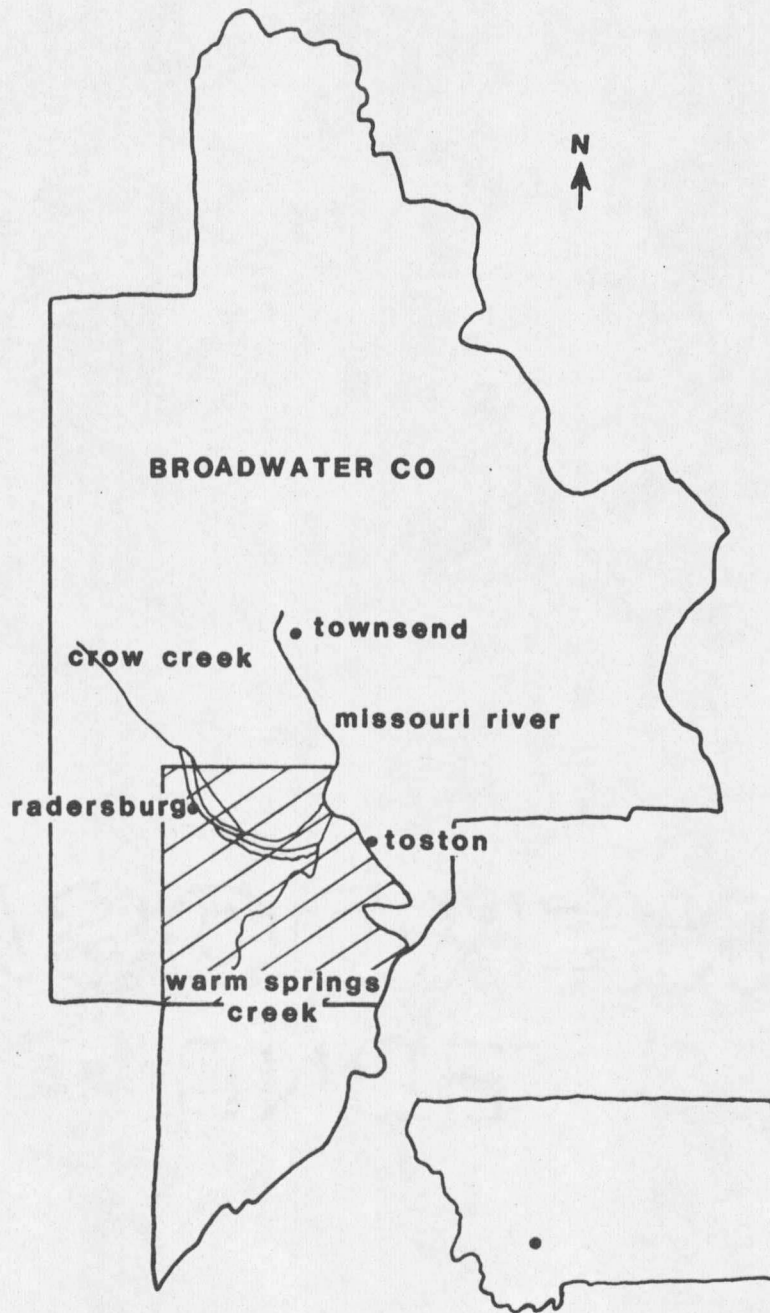 N
BROADWATER CO
townsend
crow creek
missouri river
radersburg
toston
warm springs
creek